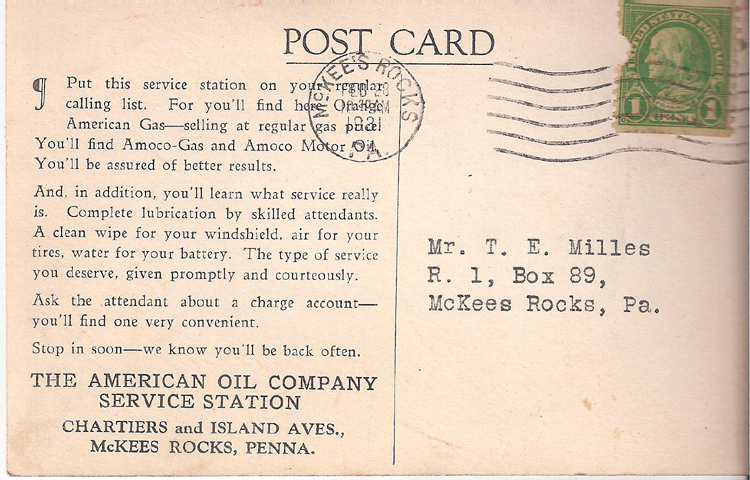 POST CARD
¶ Put this service station on your regular
calling list. For you'll find here Orange
American Gas—selling at regular gas price.
You'll find Amoco-Gas and Amoco Motor Oil.
You'll be assured of better results.
And, in addition, you'll learn what service really
is. Complete lubrication by skilled attendants.
A clean wipe for your windshield, air for your
tires, water for your battery. The type of service
you deserve, given promptly and courteously.
Ask the attendant about a charge account—
you'll find one very convenient.
Stop in soon—we know you'll be back often.
THE AMERICAN OIL COMPANY
SERVICE STATION
CHARTIERS and ISLAND AVES.,
McKEES ROCKS, PENNA.
McKEE'S ROCKS
FEB 28
1931
PA.
UNITED STATES POSTAGE
1 CENT 1
Mr. T. E. Milles
R. 1, Box 89,
McKees Rocks, Pa.